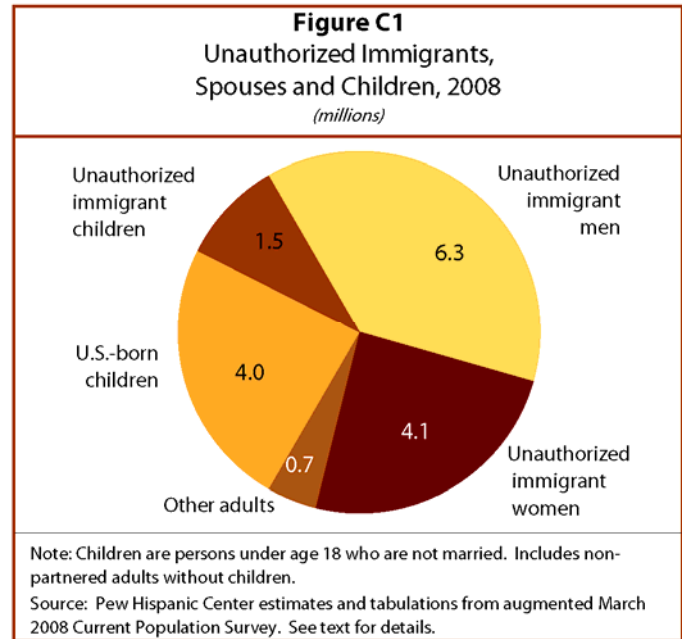 Figure C1
Unauthorized Immigrants,
Spouses and Children, 2008
(millions)
Unauthorized
immigrant
children
1.5
Unauthorized
immigrant
men
6.3
U.S.-born
children
4.0
4.1
Unauthorized
immigrant
women
0.7
Other adults
Note: Children are persons under age 18 who are not married. Includes non-
partnered adults without children.
Source: Pew Hispanic Center estimates and tabulations from augmented March
2008 Current Population Survey. See text for details.